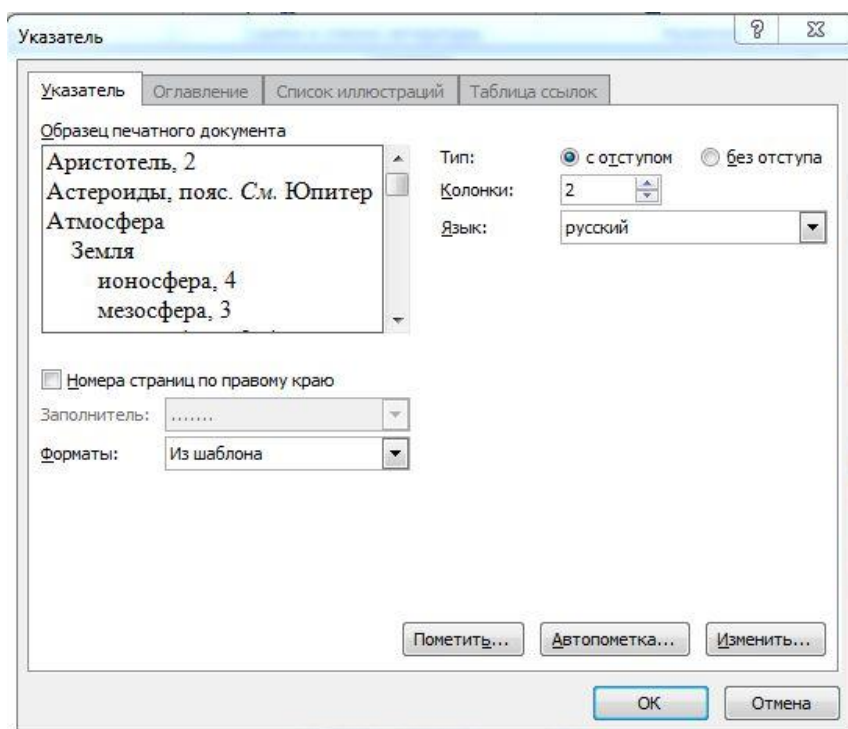 Указатель
Указатель Оглавление Список иллюстраций Таблица ссылок
Образец печатного документа
Аристотель, 2
Астероиды, пояс. См. Юпитер
Атмосфера
Земля
ионосфера, 4
мезосфера, 3
Тип: с отступом без отступа
Колонки: 2
Язык: русский
Номера страниц по правому краю
Заполнитель: .......
Форматы: Из шаблона
Пометить... Автопометка... Изменить...
ОК Отмена